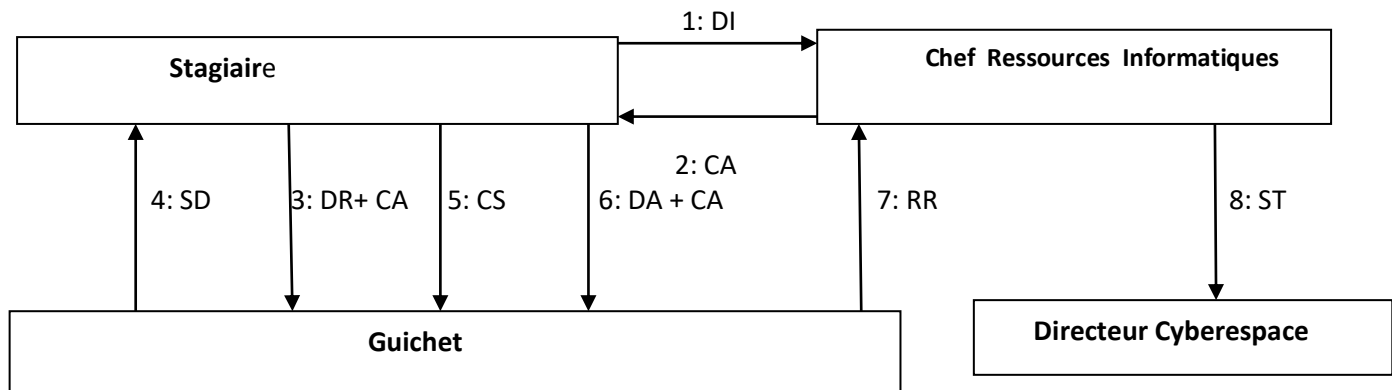 1: DI
Stagiaire
Chef Ressources Informatiques
2: CA
4: SD
3: DR+ CA
5: CS
6: DA + CA
7: RR
8: ST
Guichet
Directeur Cyberespace